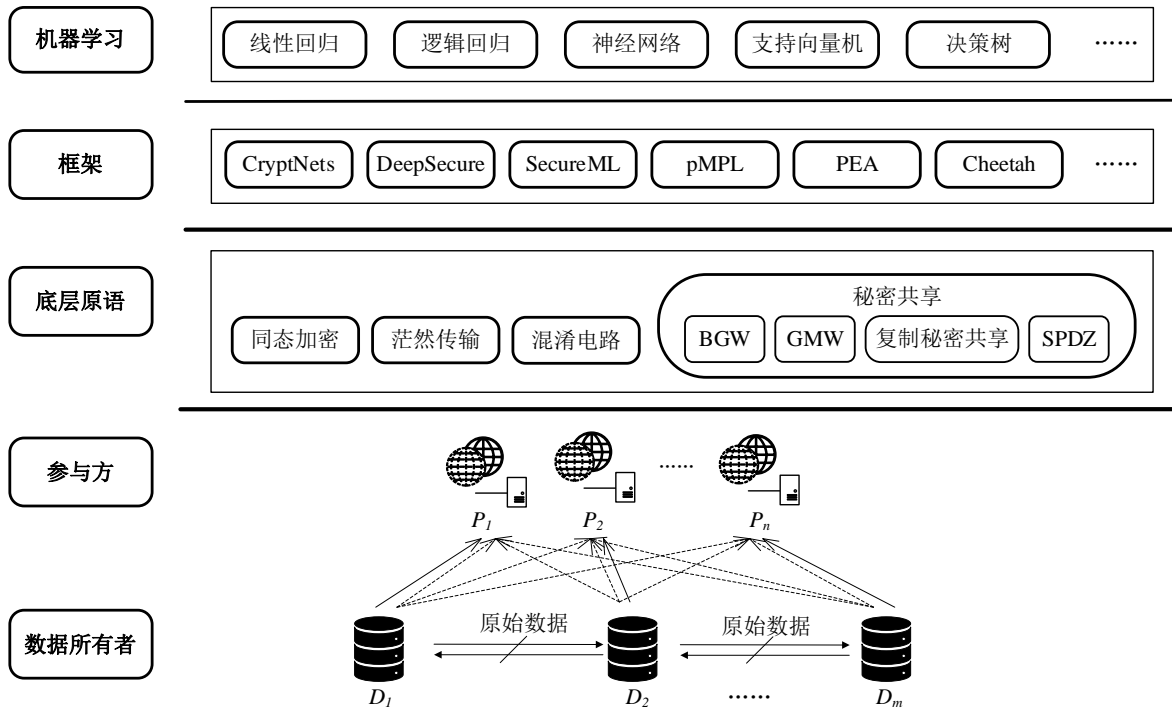 机器学习
线性回归 逻辑回归 神经网络 支持向量机 决策树 ……
框架
CryptNets DeepSecure SecureML pMPL PEA Cheetah ……
底层原语
秘密共享
同态加密 茫然传输 混淆电路 BGW GMW 复制秘密共享 SPDZ
参与方
……
P1 P2 Pn
数据所有者
原始数据 原始数据
D1 D2 …… Dm